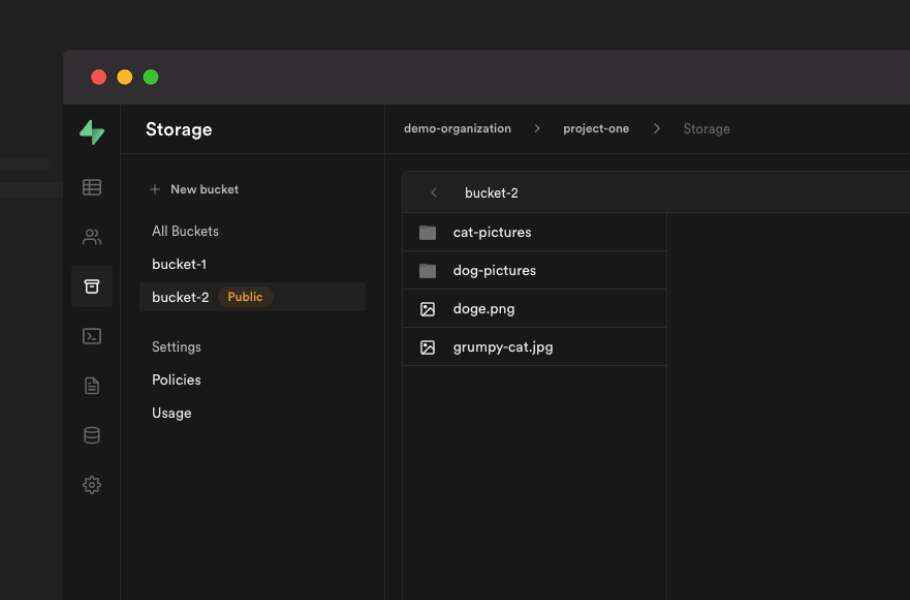 Storage
demo-organization > project-one > Storage
+ New bucket
All Buckets
bucket-1
bucket-2 Public
Settings
Policies
Usage
< bucket-2
cat-pictures
dog-pictures
doge.png
grumpy-cat.jpg